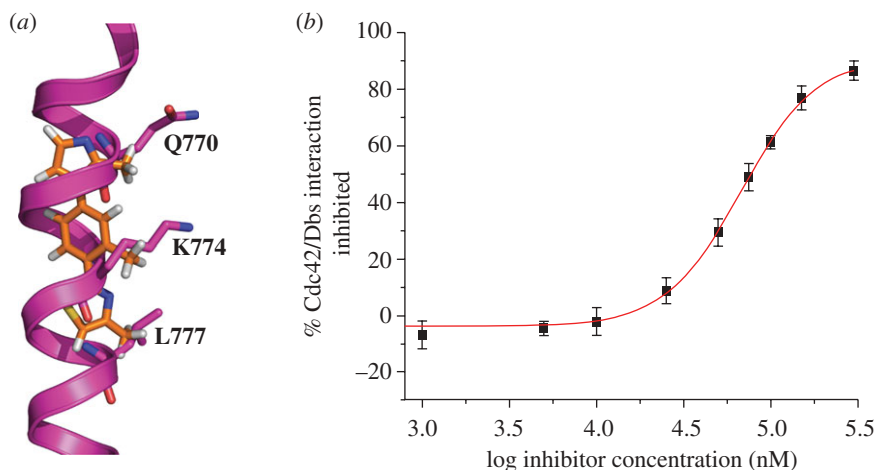 (a)
Q770
K774
L777
(b)
% Cdc42/Dbs interaction
inhibited
100
80
60
40
20
0
–20
3.0
3.5
4.0
4.5
5.0
5.5
log inhibitor concentration (nM)